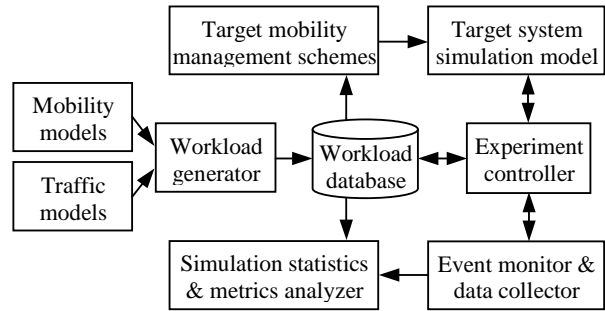 Target mobility
management schemes
Target system
simulation model
Mobility
models
Traffic
models
Workload
generator
Workload
database
Experiment
controller
Simulation statistics
& metrics analyzer
Event monitor &
data collector